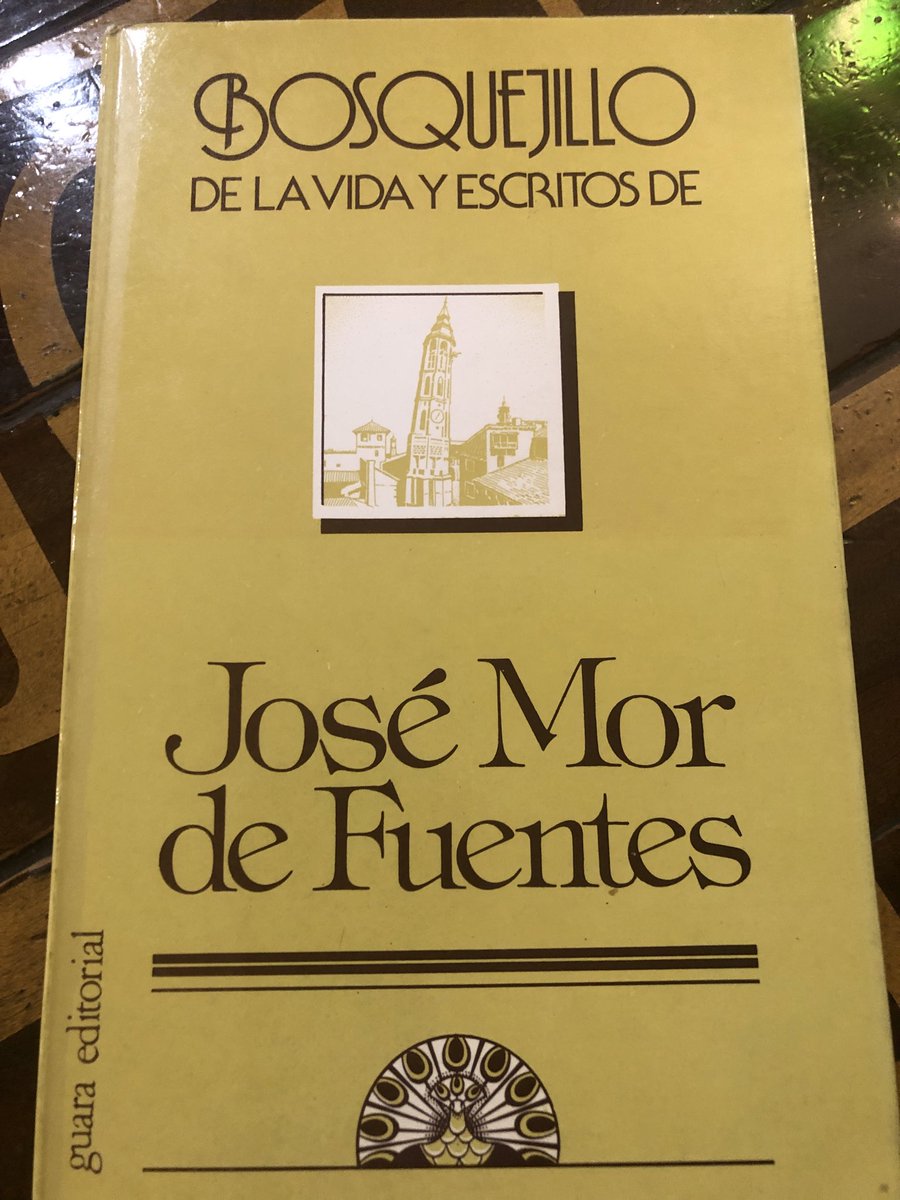 BOSQUEJILLO
DE LA VIDA Y ESCRITOS DE
José Mor
de Fuentes
guara editorial